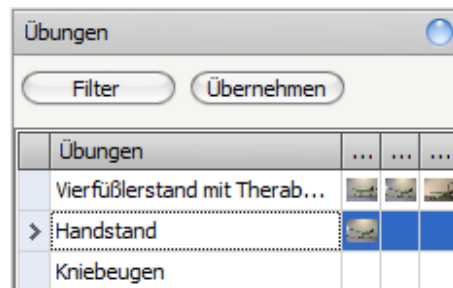 Übungen
Filter Übernehmen
Übungen ... ... ...
Vierfüßlerstand mit Therab...
Handstand
Kniebeugen